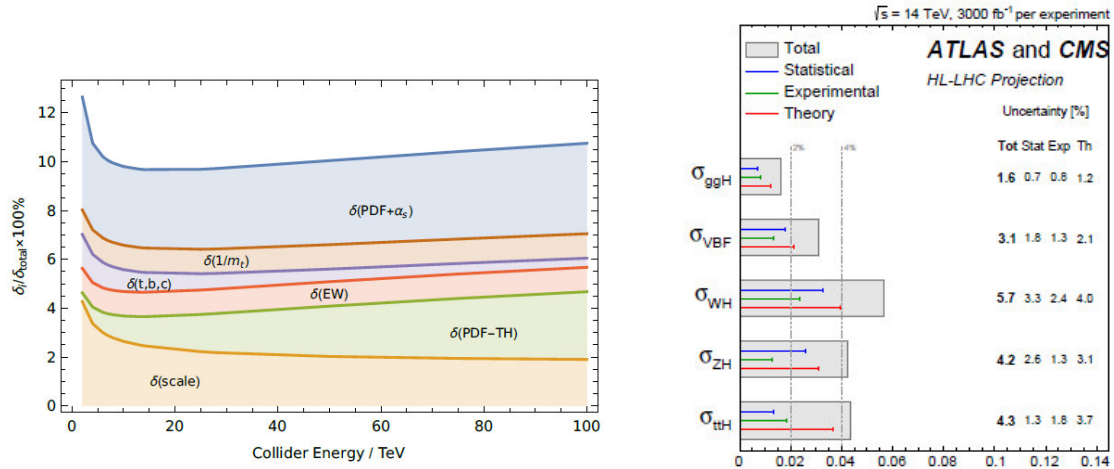 δᵢ/δtotal×100%
12
10
8
6
4
2
0
δ(PDF+αs)
δ(1/mt)
δ(t,b,c)
δ(EW)
δ(PDF−TH)
δ(scale)
0 20 40 60 80 100
Collider Energy / TeV
√s = 14 TeV, 3000 fb⁻¹ per experiment
Total
Statistical
Experimental
Theory
ATLAS and CMS
HL-LHC Projection
Uncertainty [%]
Tot Stat Exp Th
2% 4%
σggH 1.6 0.7 0.8 1.2
σVBF 3.1 1.8 1.3 2.1
σWH 5.7 3.3 2.4 4.0
σZH 4.2 2.6 1.3 3.1
σttH 4.3 1.3 1.8 3.7
0 0.02 0.04 0.06 0.08 0.1 0.12 0.14